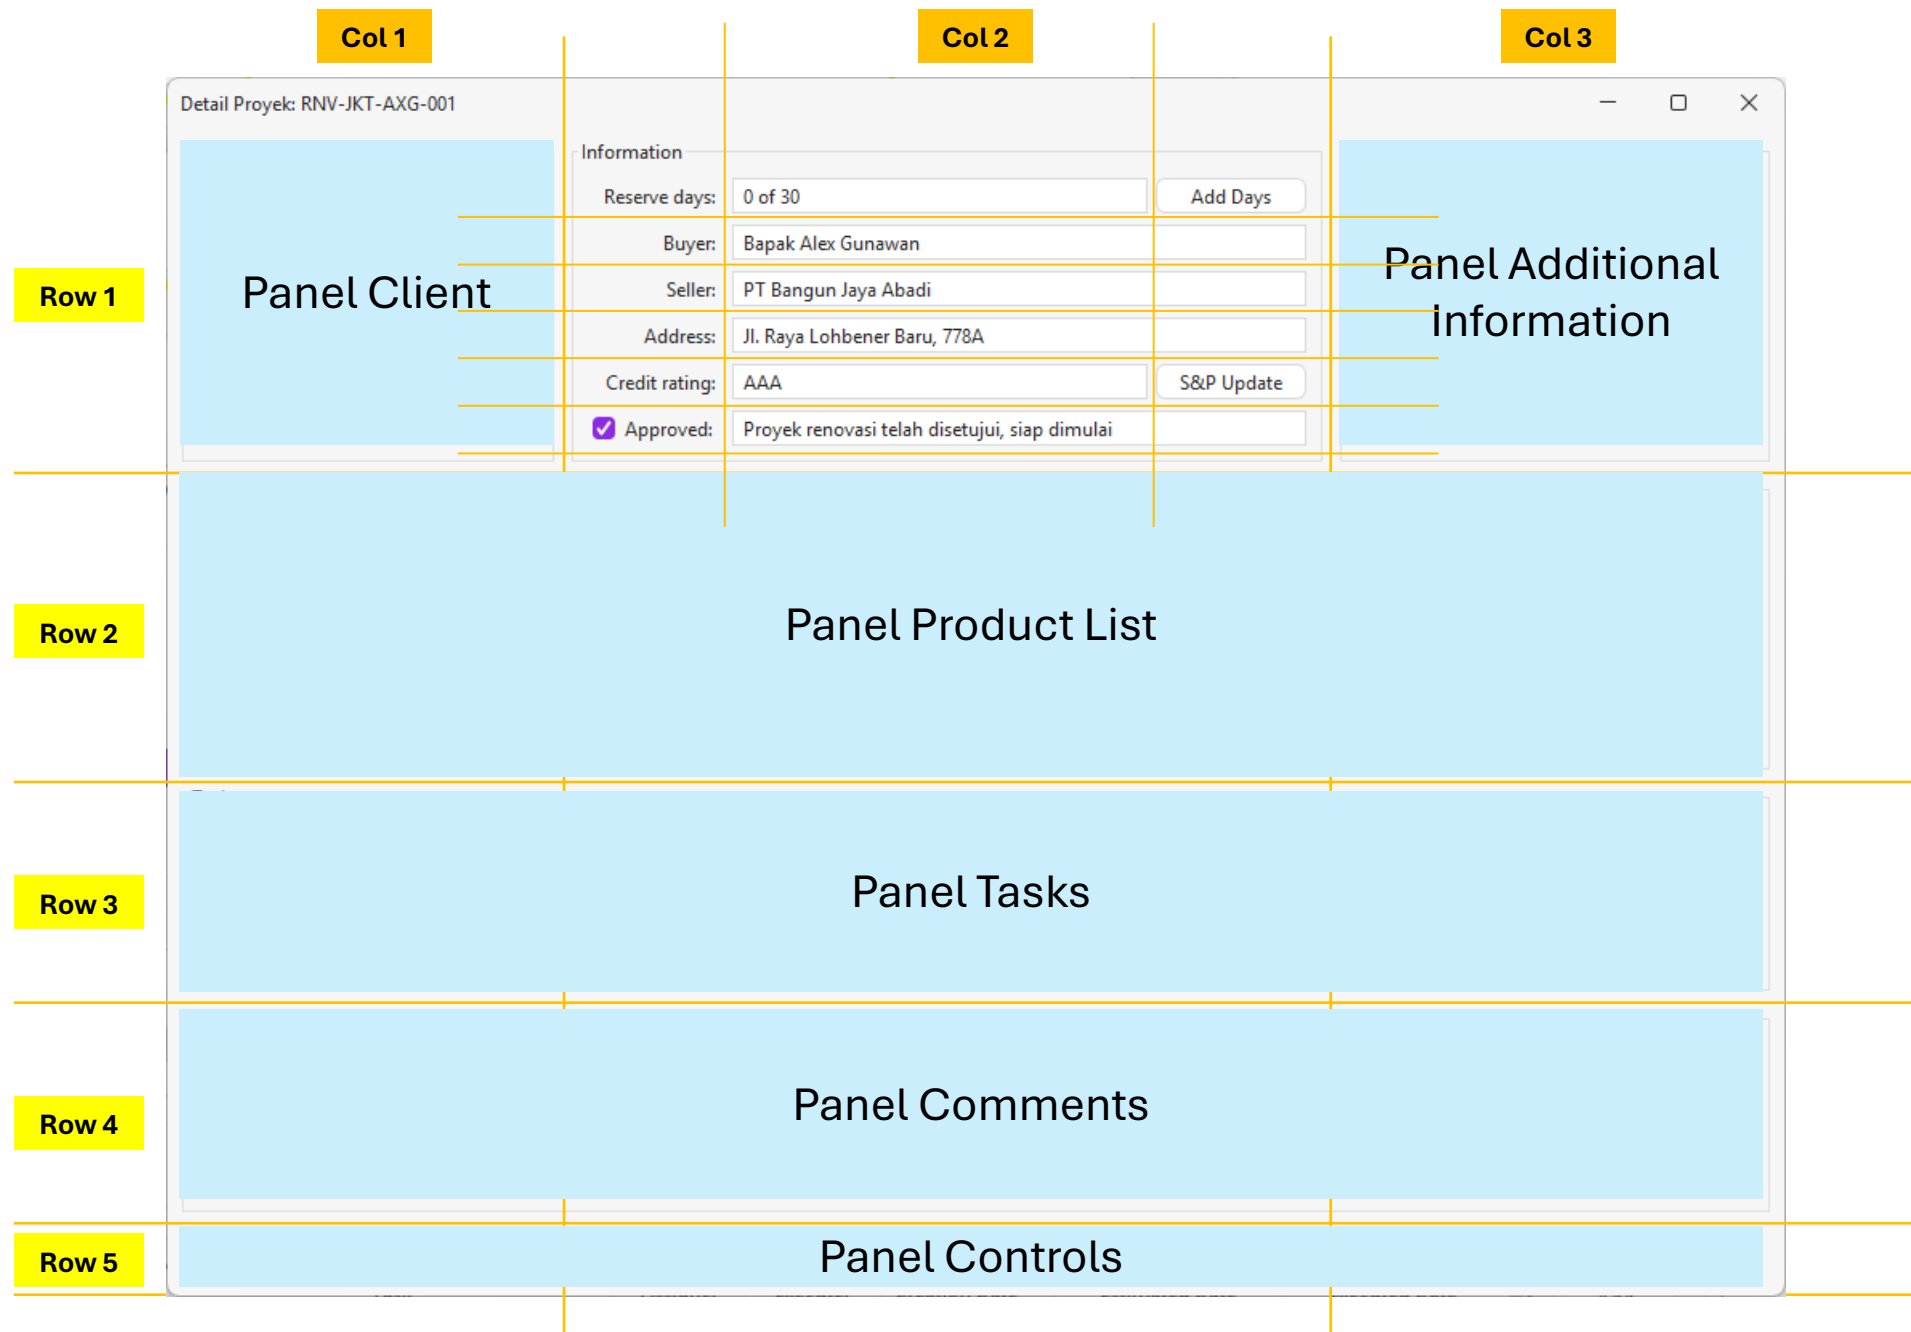 Col 1
Col 2
Col 3
Detail Proyek: RNV-JKT-AXG-001
Information
Reserve days: 0 of 30 Add Days
Buyer: Bapak Alex Gunawan
Seller: PT Bangun Jaya Abadi
Address: Jl. Raya Lohbener Baru, 778A
Credit rating: AAA S&P Update
Approved: Proyek renovasi telah disetujui, siap dimulai
Row 1
Panel Client
Panel Additional
Information
Row 2
Panel Product List
Row 3
Panel Tasks
Row 4
Panel Comments
Row 5
Panel Controls